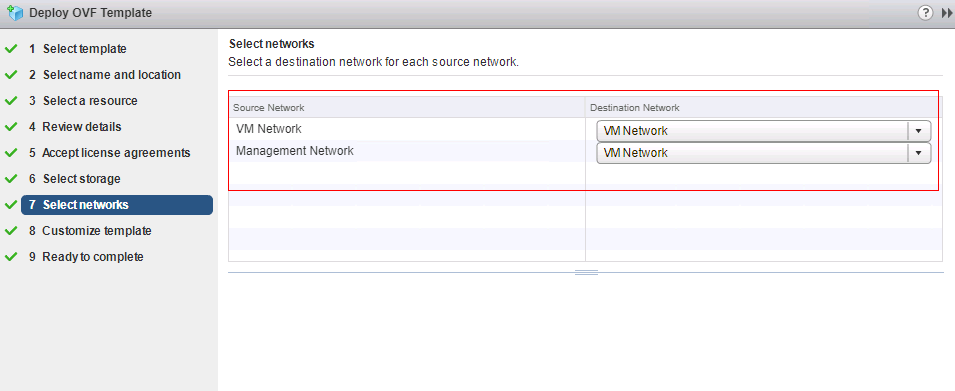 Deploy OVF Template
?
1 Select template
2 Select name and location
3 Select a resource
4 Review details
5 Accept license agreements
6 Select storage
7 Select networks
8 Customize template
9 Ready to complete
Select networks
Select a destination network for each source network.
Source Network Destination Network
VM Network VM Network
Management Network VM Network